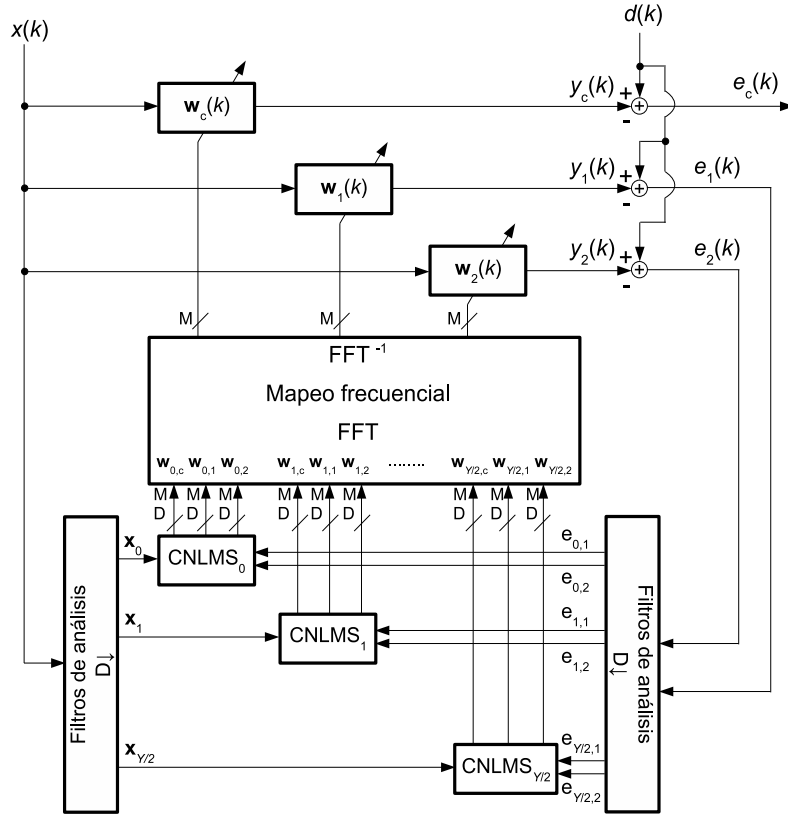 x(k)
d(k)
w_c(k)
y_c(k)
+
-
+
e_c(k)
w_1(k)
y_1(k)
+
-
+
e_1(k)
w_2(k)
y_2(k)
+
-
+
e_2(k)
M M M
FFT^-1
Mapeo frecuencial
FFT
w_0,c w_0,1 w_0,2 w_1,c w_1,1 w_1,2 ........ w_Y/2,c w_Y/2,1 w_Y/2,2
M M M M M M M M M
D D D D D D D D D
Filtros de análisis
D↓
x_0
CNLMS_0
e_0,1
e_0,2
x_1
CNLMS_1
e_1,1
e_1,2
x_Y/2
CNLMS_Y/2
e_Y/2,1
e_Y/2,2
Filtros de análisis
D↓